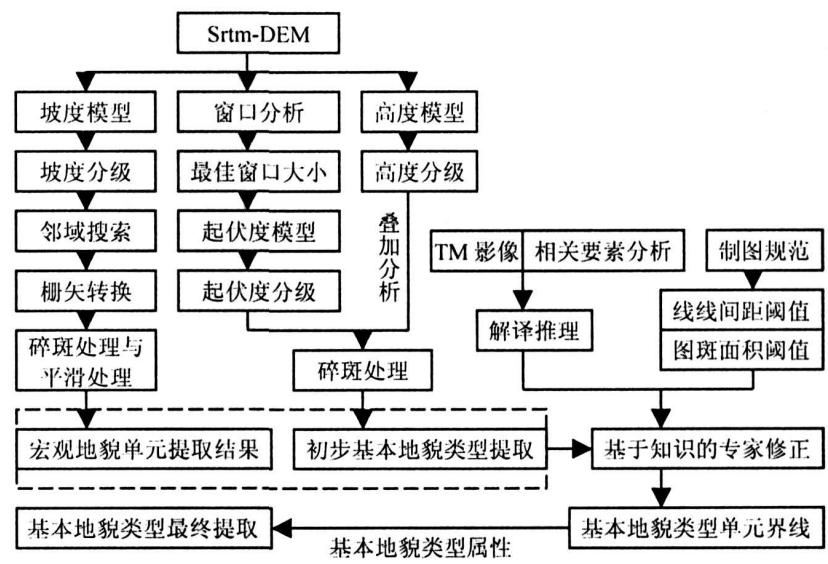 Srtm-DEM
坡度模型
窗口分析
高度模型
坡度分级
最佳窗口大小
高度分级
邻域搜索
起伏度模型
叠加分析
TM 影像
相关要素分析
制图规范
栅矢转换
起伏度分级
线线间距阈值
解译推理
图斑面积阈值
碎斑处理与
平滑处理
碎斑处理
宏观地貌单元提取结果
初步基本地貌类型提取
基于知识的专家修正
基本地貌类型最终提取
基本地貌类型属性
基本地貌类型单元界线